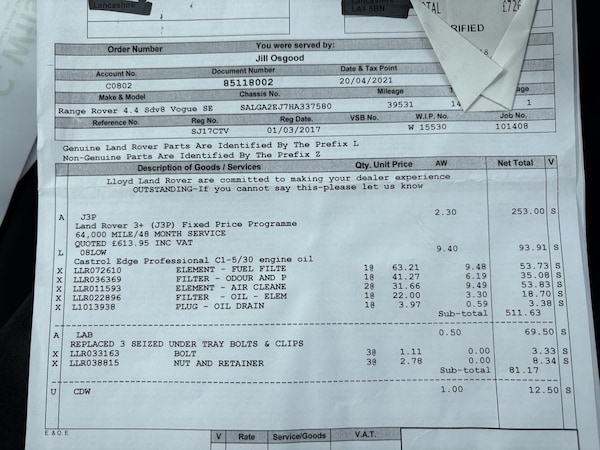 Lancashire
Lancashire
LA1 5BN
TAL £726
RIFIED
Order Number You were served by:
Jill Osgood
Account No. Document Number Date & Tax Point
C0802 85118002 20/04/2021
Make & Model Chassis No. Mileage age
Range Rover 4.4 Sdv8 Vogue SE SALGA2EJ7HA337580 39531 14 1
Reference No. Reg No. Reg Date. VSB No. W.I.P. No. Job No.
SJ17CTV 01/03/2017 W 15530 101408
Genuine Land Rover Parts Are Identified By The Prefix L
Non-Genuine Parts Are Identified By The Prefix Z
Description of Goods / Services Qty. Unit Price AW Net Total V
Lloyd Land Rover are committed to making your dealer experience
OUTSTANDING-If you cannot say this-please let us know
A J3P 2.30 253.00 S
Land Rover 3+ (J3P) Fixed Price Programme
64,000 MILE/48 MONTH SERVICE
QUOTED £613.95 INC VAT
L 08LOW 9.40 93.91 S
Castrol Edge Professional C1-5/30 engine oil
X LLR072610 ELEMENT - FUEL FILTE 1@ 63.21 9.48 53.73 S
X LLR036369 FILTER - ODOUR AND P 1@ 41.27 6.19 35.08 S
X LLR011593 ELEMENT - AIR CLEANE 2@ 31.66 9.49 53.83 S
X LLR022896 FILTER - OIL - ELEM 1@ 22.00 3.30 18.70 S
X L1013938 PLUG - OIL DRAIN 1@ 3.97 0.59 3.38 S
Sub-total 511.63
A LAB 0.50 69.50 S
REPLACED 3 SEIZED UNDER TRAY BOLTS & CLIPS
X LLR033163 BOLT 3@ 1.11 0.00 3.33 S
X LLR038815 NUT AND RETAINER 3@ 2.78 0.00 8.34 S
Sub-total 81.17
U CDW 1.00 12.50 S
E & O.E
V Rate Service/Goods V.A.T.